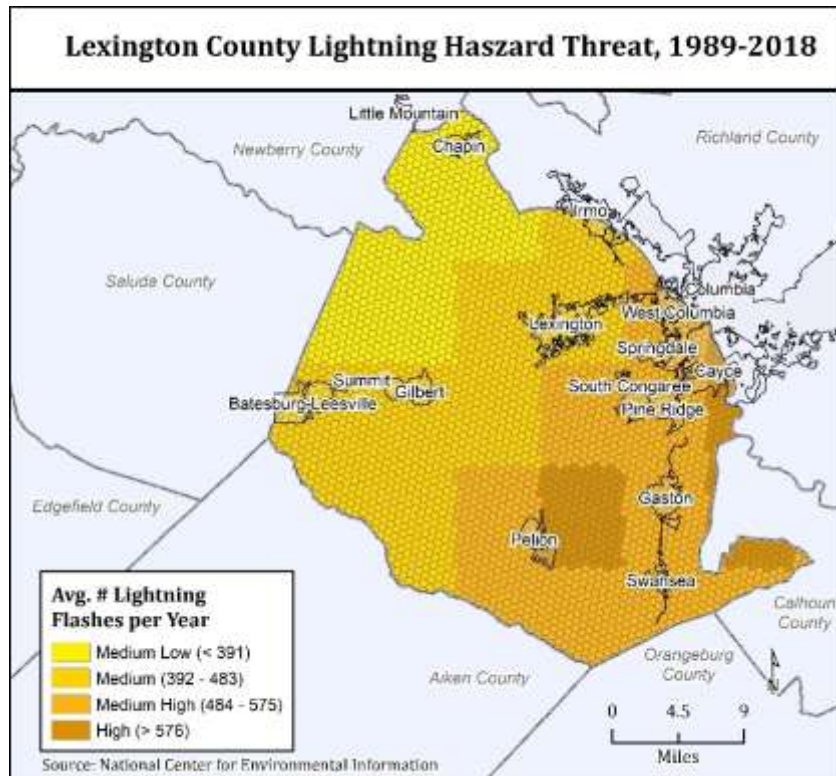 Lexington County Lightning Haszard Threat, 1989-2018
Little Mountain
Newberry County
Chapin
Richland County
Irmo
Saluda County
Columbia
Lexington
West Columbia
Springdale
Summit
Gilbert
Cayce
Batesburg-Leesville
South Congaree
Pine Ridge
Edgefield County
Gaston
Pelion
Swansea
Calhoun
County
Orangeburg
County
Aiken County
Avg. # Lightning
Flashes per Year
Medium Low (< 391)
Medium (392 - 483)
Medium High (484 - 575)
High (> 576)
N
0 4.5 9
Miles
Source: National Center for Environmental Information